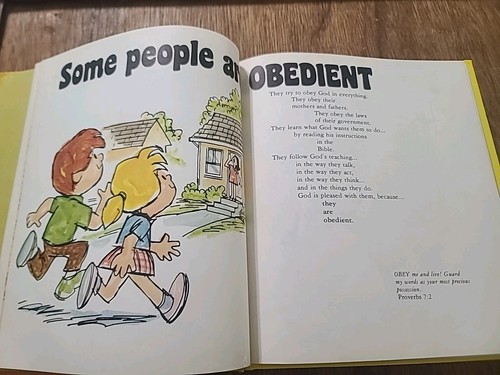 Some people ar
OBEDIENT
They try to obey God in everything.
They obey their
mothers and fathers.
They obey the laws
of their government.
They learn what God wants them to do...
by reading his instructions
in the
Bible.
They follow God's teaching...
in the way they talk,
in the way they act,
in the way they think...
and in the things they do.
God is pleased with them, because...
they
are
obedient.
OBEY me and live! Guard
my words as your most precious
possession.
Proverbs 7:2